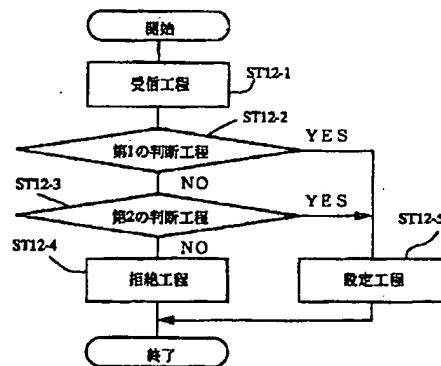 開始
受信工程
ST12-1
ST12-2
第1の判断工程
YES
NO
ST12-3
第2の判断工程
YES
NO
ST12-4
拒絶工程
ST12-5
設定工程
終了